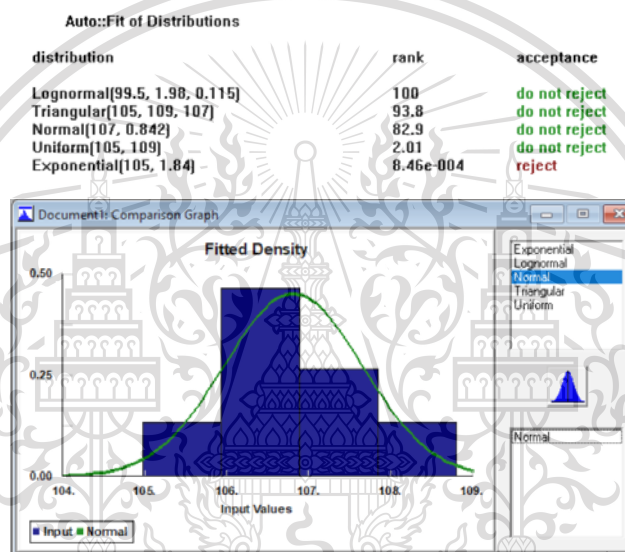 Auto::Fit of Distributions
distribution rank acceptance
Lognormal(99.5, 1.98, 0.115) 100 do not reject
Triangular(105, 109, 107) 93.8 do not reject
Normal(107, 0.842) 82.9 do not reject
Uniform(105, 109) 2.01 do not reject
Exponential(105, 1.84) 8.46e-004 reject
Document1: Comparison Graph
Fitted Density
0.50
0.25
0.00
104. 105. 106. 107. 108. 109.
Input Values
Input Normal
Exponential
Lognormal
Normal
Triangular
Uniform
Normal